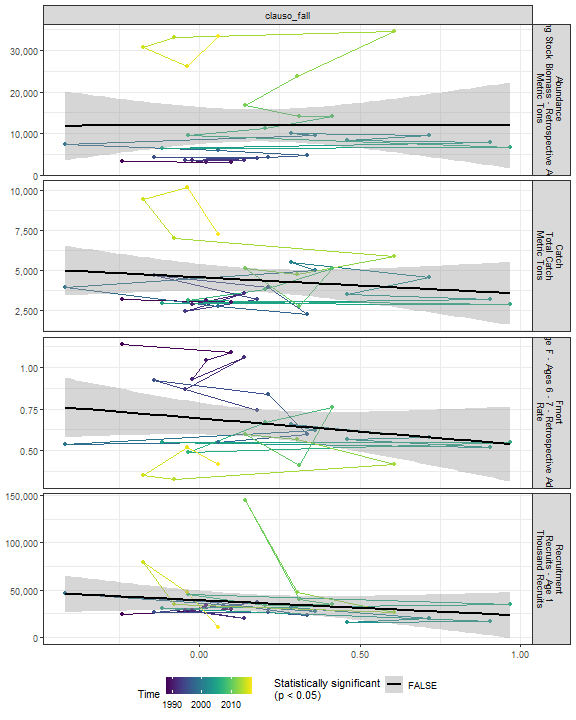 clauso_fall
30,000
20,000
10,000
0
Abundance
ng Stock Biomass - Retrospective A
Metric Tons
10,000
7,500
5,000
2,500
Catch
Total Catch
Metric Tons
1.00
0.75
0.50
Fmort
ge F - Ages 6 - 7 - Retrospective Ad
Rate
150,000
100,000
50,000
0
Recruitment
Recruits - Age 1
Thousand Recruits
0.00 0.50 1.00
Time
1990 2000 2010
Statistically significant
(p < 0.05)
FALSE